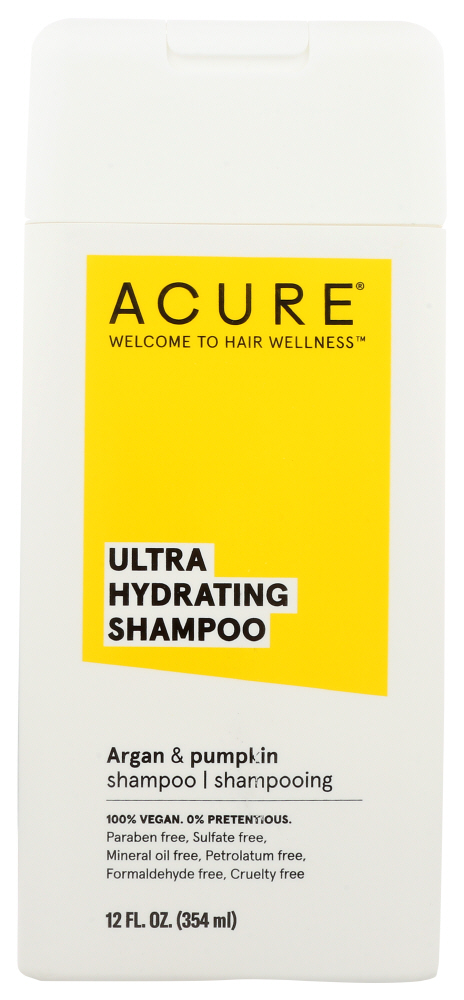 ACURE®
WELCOME TO HAIR WELLNESS™
ULTRA
HYDRATING
SHAMPOO
Argan & pumpkin
shampoo | shampooing
100% VEGAN. 0% PRETENTIOUS.
Paraben free, Sulfate free,
Mineral oil free, Petrolatum free,
Formaldehyde free, Cruelty free
12 FL. OZ. (354 ml)